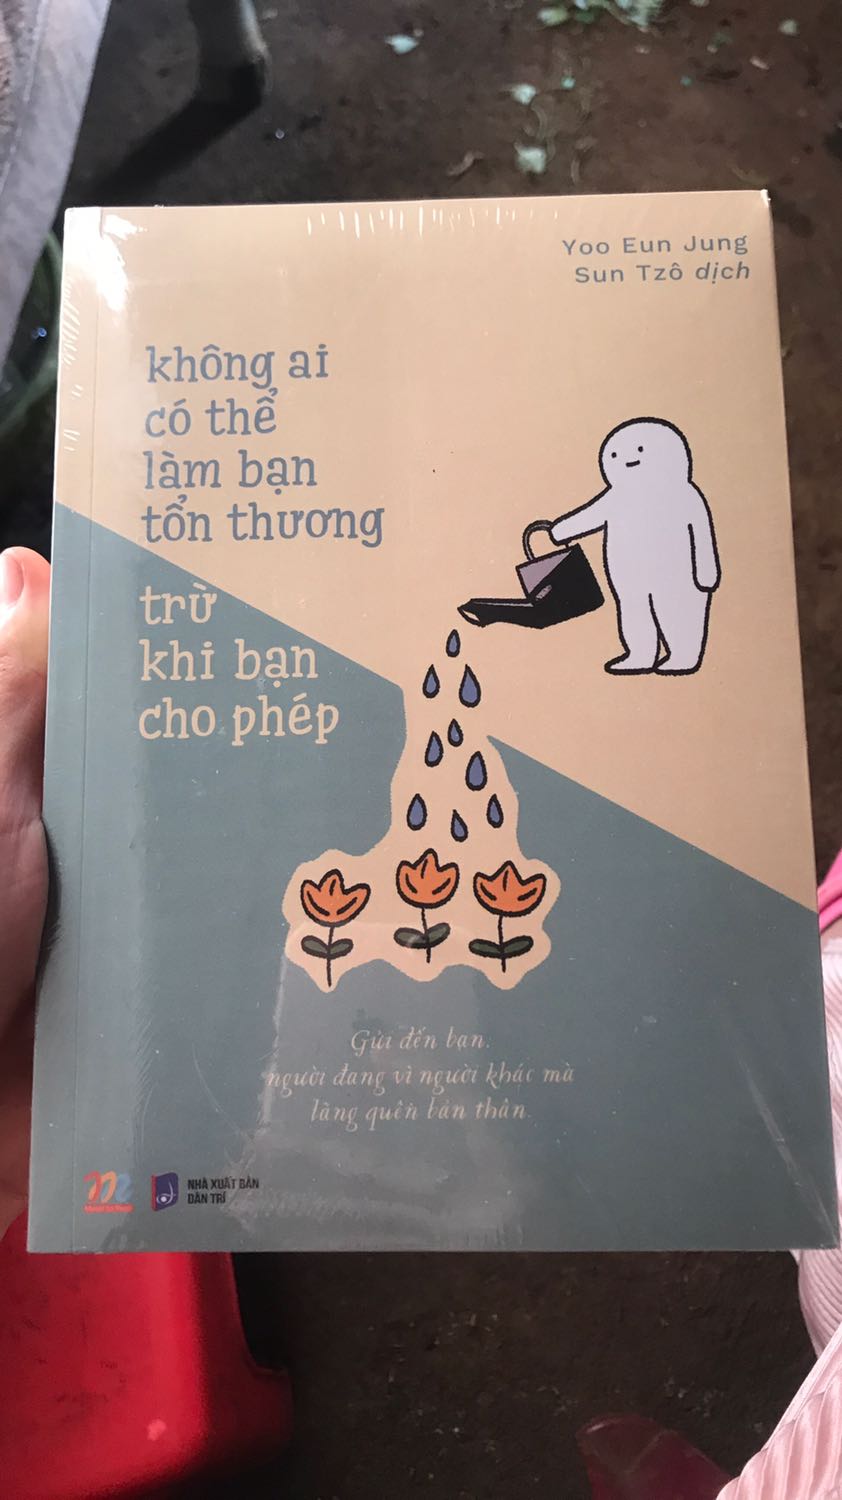 Yoo Eun Jung
Sun Tzô dịch
không ai
có thể
làm bạn
tổn thương
trừ
khi bạn
cho phép
Gửi đến bạn.
người đang vì người khác mà
lãng quên bản thân.
NHÀ XUẤT BẢN
DÂN TRÍ